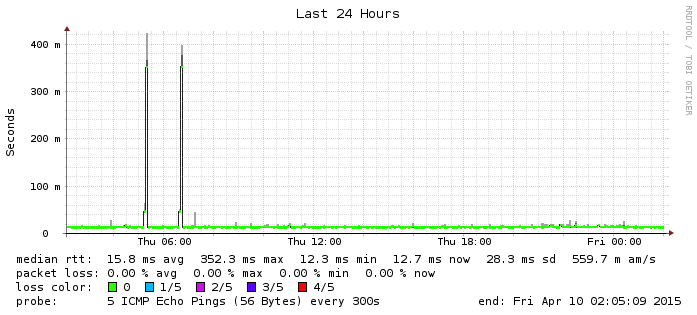 Last 24 Hours
RRDTOOL / TOBI OETIKER
Seconds
400 m
300 m
200 m
100 m
0
Thu 06:00 Thu 12:00 Thu 18:00 Fri 00:00
median rtt: 15.8 ms avg 352.3 ms max 12.3 ms min 12.7 ms now 28.3 ms sd 559.7 m am/s
packet loss: 0.00 % avg 0.00 % max 0.00 % min 0.00 % now
loss color: 0 1/5 2/5 3/5 4/5
probe: 5 ICMP Echo Pings (56 Bytes) every 300s end: Fri Apr 10 02:05:09 2015